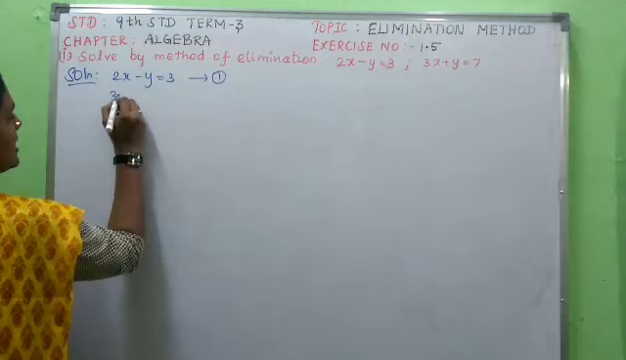 STD : 9th STD TERM-3
TOPIC : ELIMINATION METHOD
CHAPTER : ALGEBRA
EXERCISE NO :- 1.5
(i) Solve by method of elimination. 2x-y=3 ; 3x+y=7
Soln: 2x-y=3 → ①
3x